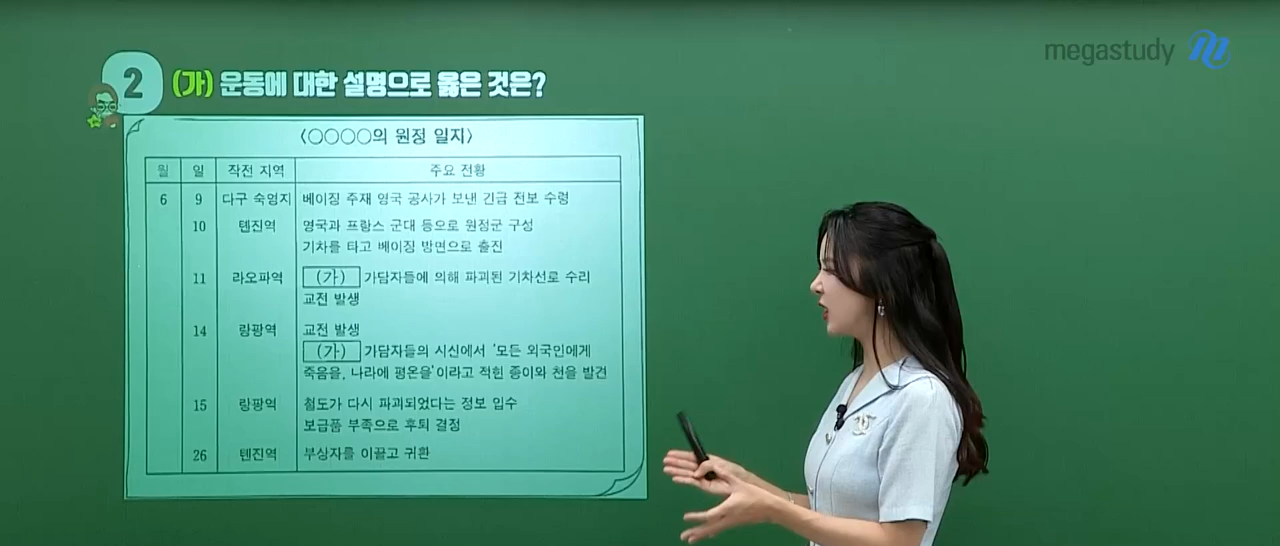 megastudy
2 (가) 운동에 대한 설명으로 옳은 것은?
〈○○○○의 원정 일지〉
월 일 작전 지역 주요 전황
6 9 다구 숙영지 베이징 주재 영국 공사가 보낸 긴급 전보 수령
10 톈진역 영국과 프랑스 군대 등으로 원정군 구성
기차를 타고 베이징 방면으로 출진
11 라오파역 (가) 가담자들에 의해 파괴된 기차선로 수리
교전 발생
14 랑팡역 교전 발생
(가) 가담자들의 시신에서 '모든 외국인에게
죽음을, 나라에 평온을'이라고 적힌 종이와 천을 발견
15 랑팡역 철도가 다시 파괴되었다는 정보 입수
보급품 부족으로 후퇴 결정
26 톈진역 부상자를 이끌고 귀환